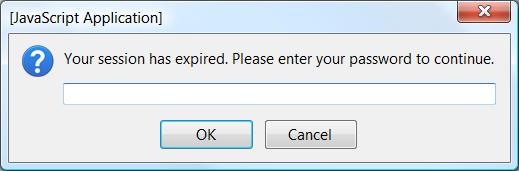 [JavaScript Application]
Your session has expired. Please enter your password to continue.
OK
Cancel